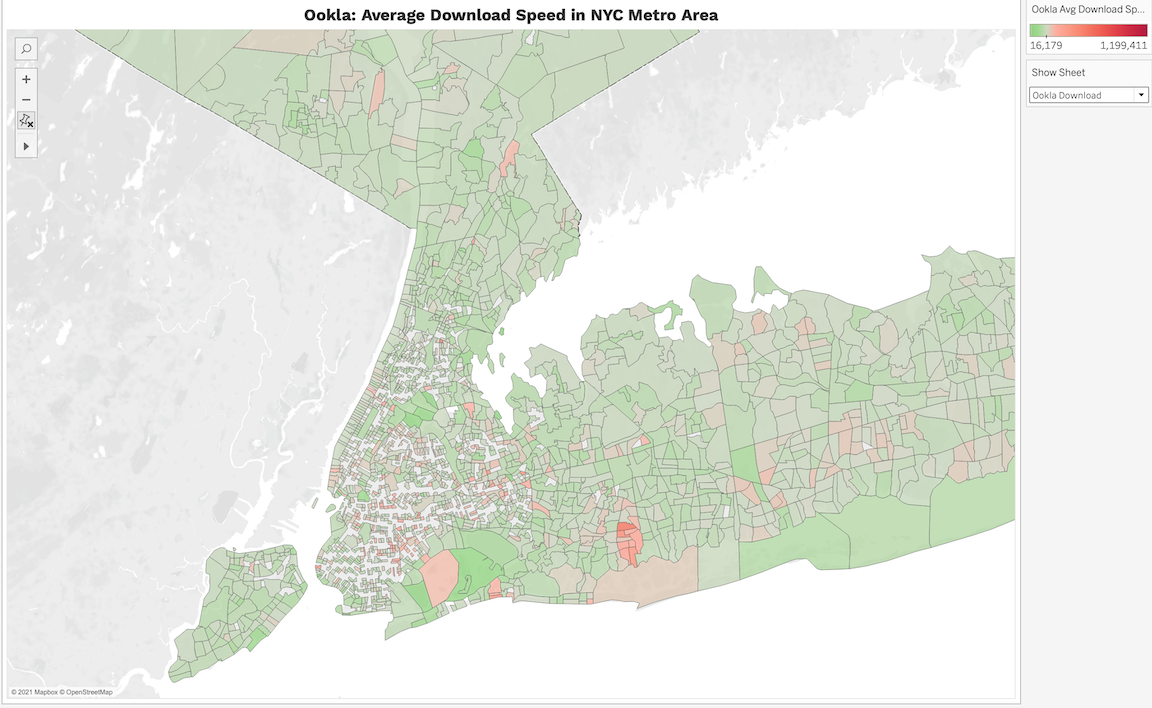 Ookla: Average Download Speed in NYC Metro Area
Ookla Avg Download Sp...
16,179
1,199,411
Show Sheet
Ookla Download
© 2021 Mapbox © OpenStreetMap